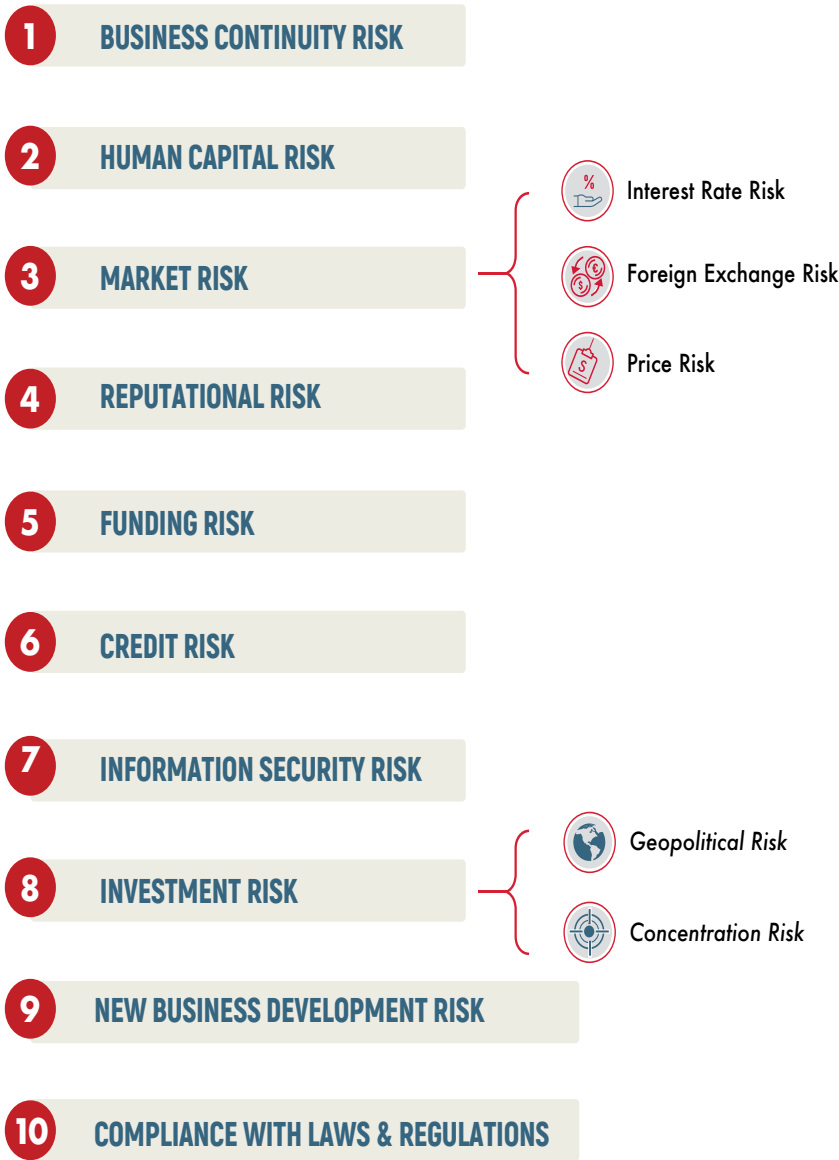 1 BUSINESS CONTINUITY RISK
2 HUMAN CAPITAL RISK
3 MARKET RISK
% Interest Rate Risk
€ $ Foreign Exchange Risk
$ Price Risk
4 REPUTATIONAL RISK
5 FUNDING RISK
6 CREDIT RISK
7 INFORMATION SECURITY RISK
8 INVESTMENT RISK
Geopolitical Risk
Concentration Risk
9 NEW BUSINESS DEVELOPMENT RISK
10 COMPLIANCE WITH LAWS & REGULATIONS